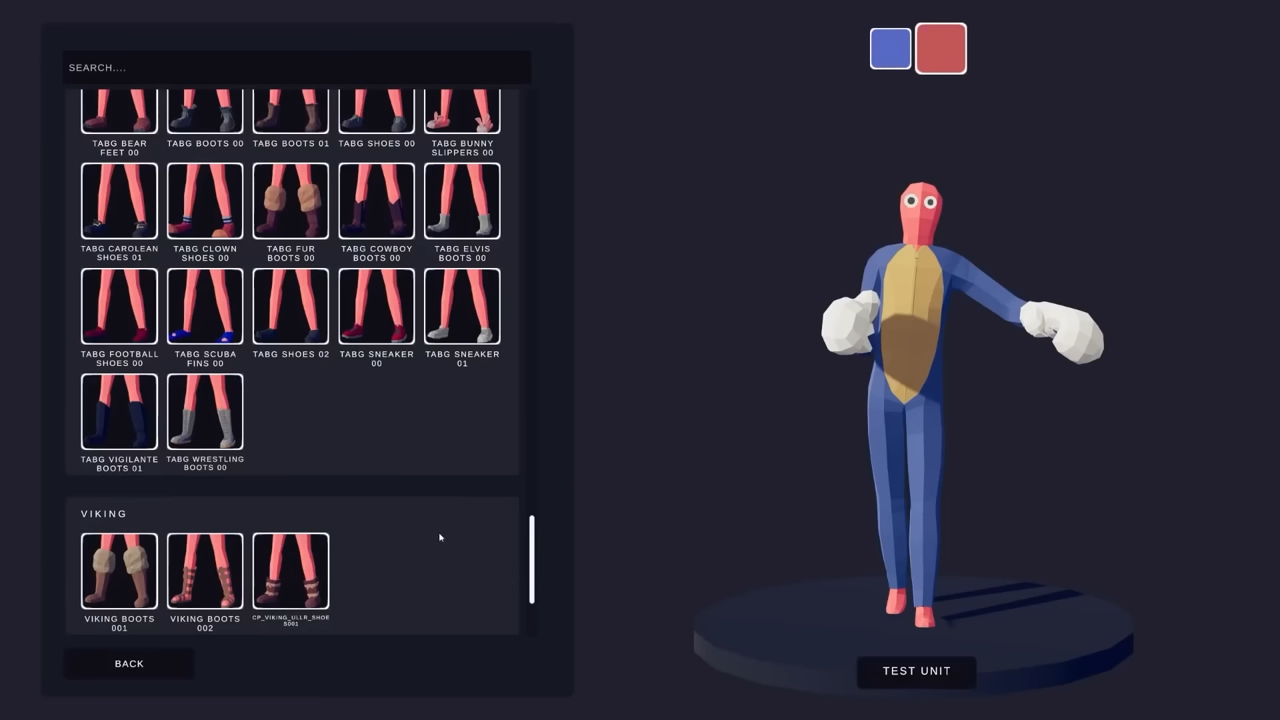 SEARCH....
TABG BEAR
FEET 00
TABG BOOTS 00
TABG BOOTS 01
TABG SHOES 00
TABG BUNNY
SLIPPERS 00
TABG CAROLEAN
SHOES 01
TABG CLOWN
SHOES 00
TABG FUR
BOOTS 00
TABG COWBOY
BOOTS 00
TABG ELVIS
BOOTS 00
TABG FOOTBALL
SHOES 00
TABG SCUBA
FINS 00
TABG SHOES 02
TABG SNEAKER
00
TABG SNEAKER
01
TABG VIGILANTE
BOOTS 01
TABG WRESTLING
BOOTS 00
VIKING
VIKING BOOTS
001
VIKING BOOTS
002
CP_VIKING_ULLR_SHOE
S001
BACK
TEST UNIT